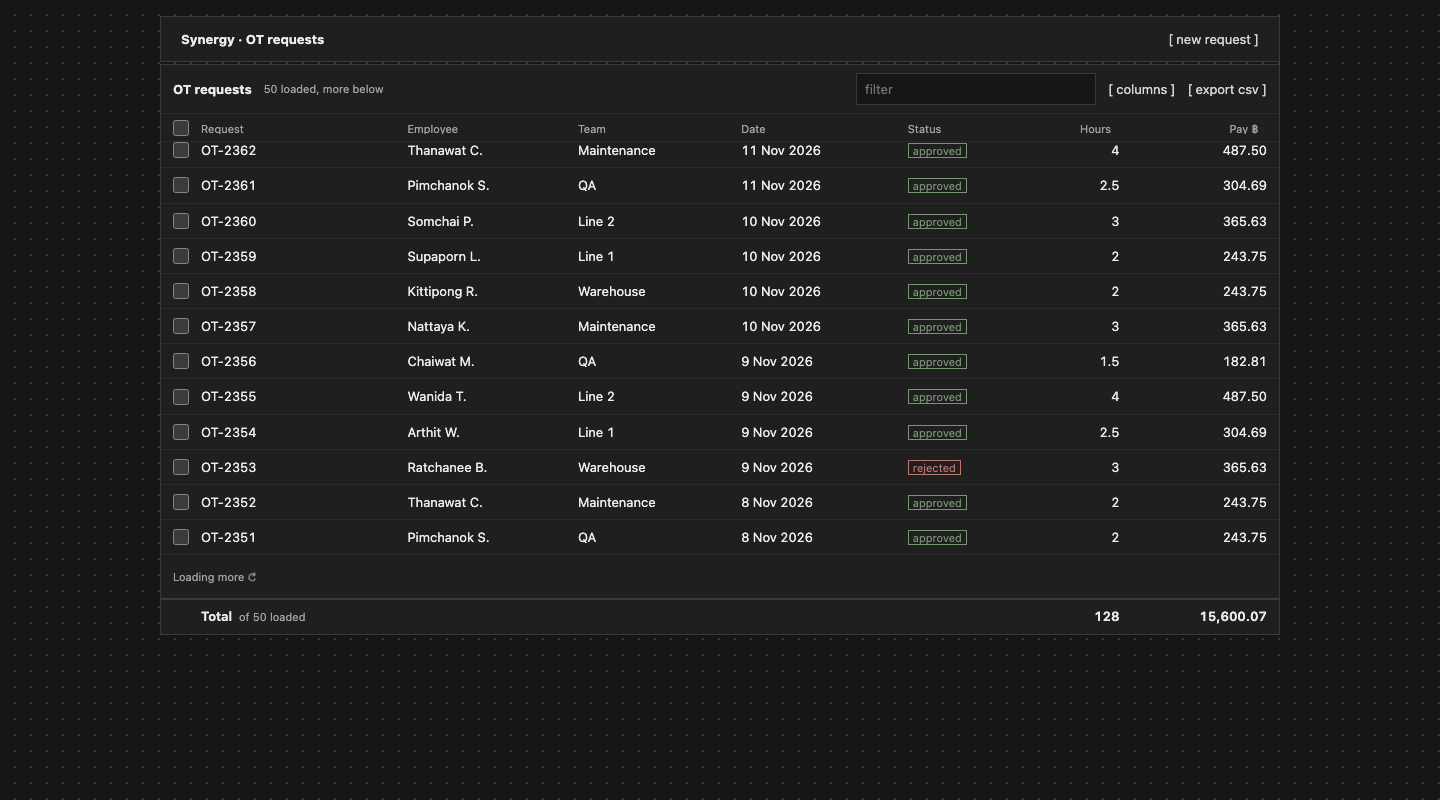 Synergy · OT requests [ new request ]
OT requests 50 loaded, more below filter [ columns ] [ export csv ]
Request Employee Team Date Status Hours Pay ฿
OT-2362 Thanawat C. Maintenance 11 Nov 2026 approved 4 487.50
OT-2361 Pimchanok S. QA 11 Nov 2026 approved 2.5 304.69
OT-2360 Somchai P. Line 2 10 Nov 2026 approved 3 365.63
OT-2359 Supaporn L. Line 1 10 Nov 2026 approved 2 243.75
OT-2358 Kittipong R. Warehouse 10 Nov 2026 approved 2 243.75
OT-2357 Nattaya K. Maintenance 10 Nov 2026 approved 3 365.63
OT-2356 Chaiwat M. QA 9 Nov 2026 approved 1.5 182.81
OT-2355 Wanida T. Line 2 9 Nov 2026 approved 4 487.50
OT-2354 Arthit W. Line 1 9 Nov 2026 approved 2.5 304.69
OT-2353 Ratchanee B. Warehouse 9 Nov 2026 rejected 3 365.63
OT-2352 Thanawat C. Maintenance 8 Nov 2026 approved 2 243.75
OT-2351 Pimchanok S. QA 8 Nov 2026 approved 2 243.75
Loading more
Total of 50 loaded 128 15,600.07